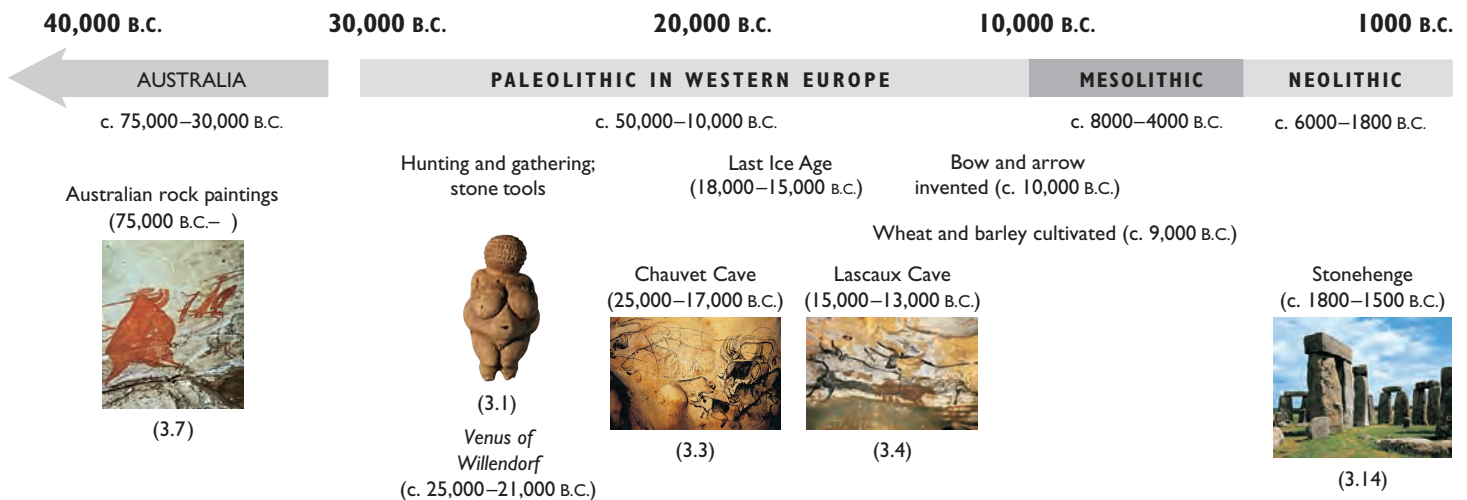 40,000 B.C. 30,000 B.C. 20,000 B.C. 10,000 B.C. 1000 B.C.
AUSTRALIA PALEOLITHIC IN WESTERN EUROPE MESOLITHIC NEOLITHIC
c. 75,000–30,000 B.C. c. 50,000–10,000 B.C. c. 8000–4000 B.C. c. 6000–1800 B.C.
Australian rock paintings
(75,000 B.C.– )
(3.7)
Hunting and gathering;
stone tools
(3.1)
Venus of
Willendorf
(c. 25,000–21,000 B.C.)
Last Ice Age
(18,000–15,000 B.C.)
Bow and arrow
invented (c. 10,000 B.C.)
Wheat and barley cultivated (c. 9,000 B.C.)
Chauvet Cave
(25,000–17,000 B.C.)
(3.3)
Lascaux Cave
(15,000–13,000 B.C.)
(3.4)
Stonehenge
(c. 1800–1500 B.C.)
(3.14)